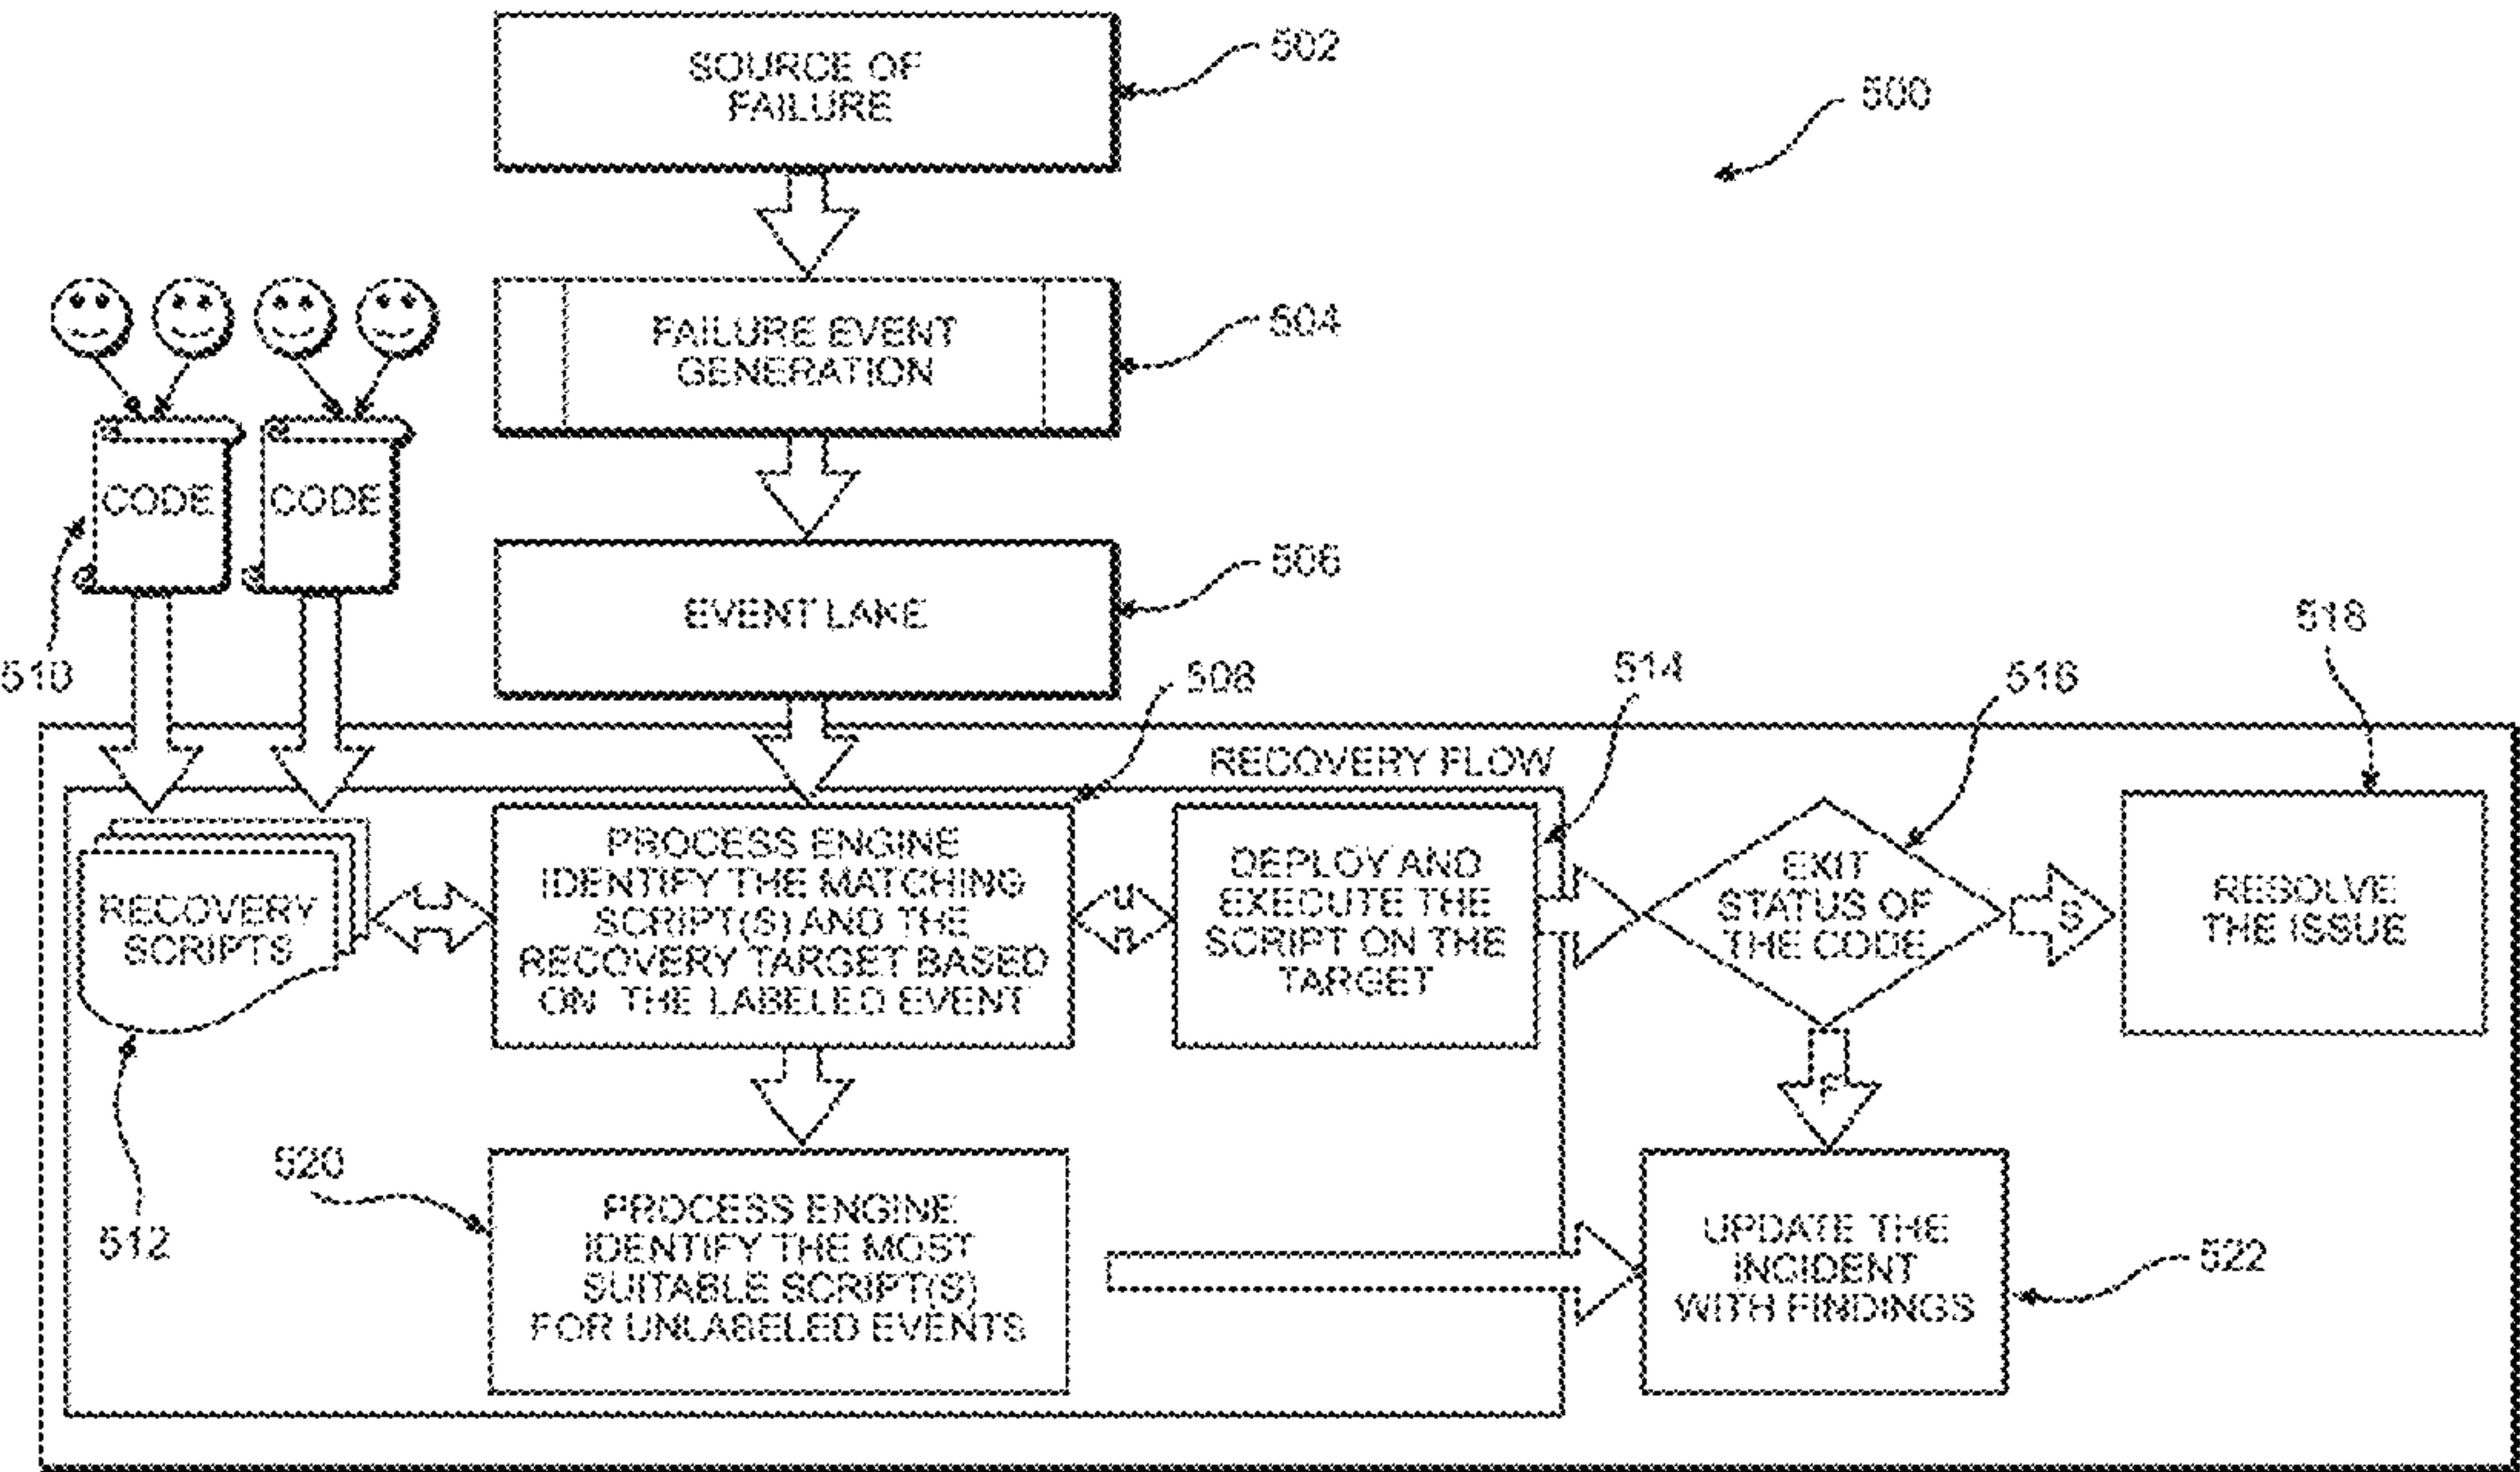 SOURCE OF
FAILURE
502
500
FAILURE EVENT
GENERATION
504
CODE
CODE
510
EVENT LAKE
506
508
514
516
518
RECOVERY FLOW
RECOVERY
SCRIPTS
512
PROCESS ENGINE
IDENTIFY THE MATCHING
SCRIPT(S) AND THE
RECOVERY TARGET BASED
ON THE LABELED EVENT
DEPLOY AND
EXECUTE THE
SCRIPT ON THE
TARGET
EXIT
STATUS OF
THE CODE
S
RESOLVE
THE ISSUE
F
520
PROCESS ENGINE
IDENTIFY THE MOST
SUITABLE SCRIPT(S)
FOR UNLABELED EVENTS
UPDATE THE
INCIDENT
WITH FINDINGS
522